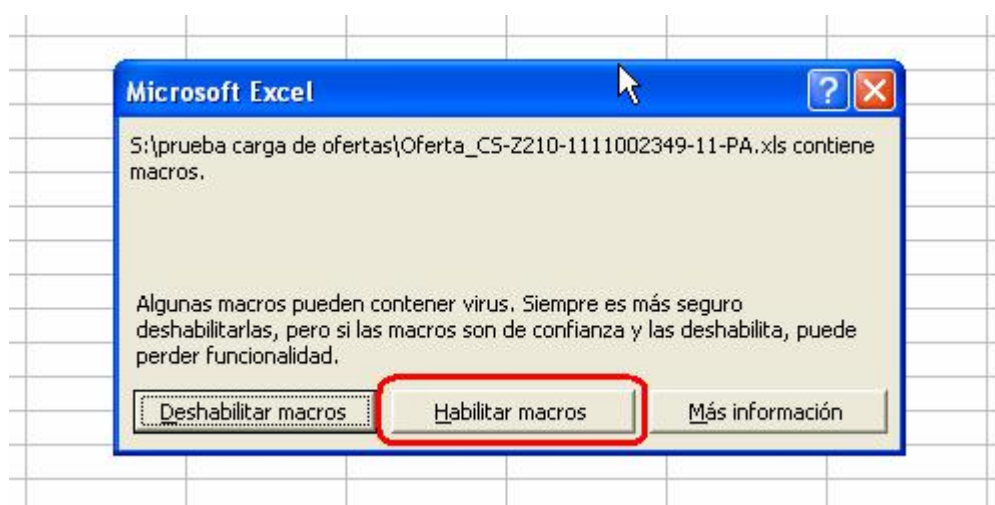 Microsoft Excel
S:\prueba carga de ofertas\Oferta_CS-Z210-1111002349-11-PA.xls contiene
macros.
Algunas macros pueden contener virus. Siempre es más seguro
deshabilitarlas, pero si las macros son de confianza y las deshabilita, puede
perder funcionalidad.
Deshabilitar macros Habilitar macros Más información